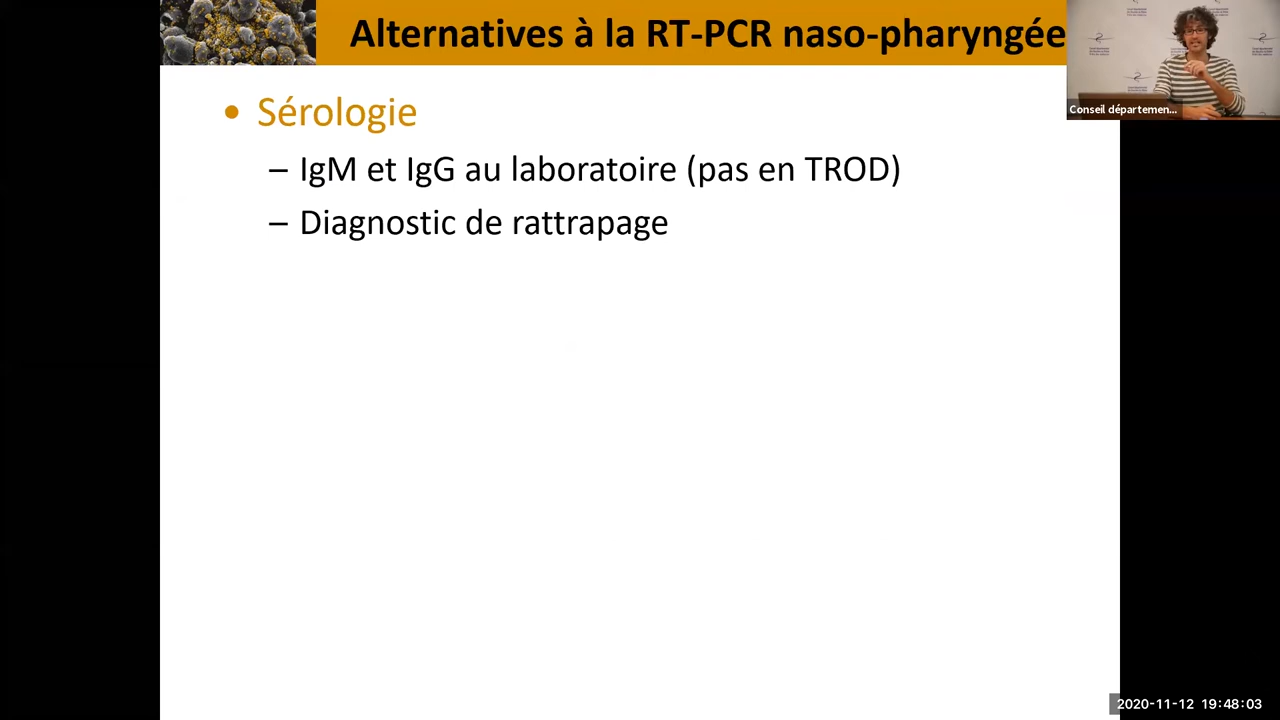 Alternatives à la RT-PCR naso-pharyngée
Conseil départemen...
• Sérologie
– IgM et IgG au laboratoire (pas en TROD)
– Diagnostic de rattrapage
2020-11-12 19:48:03